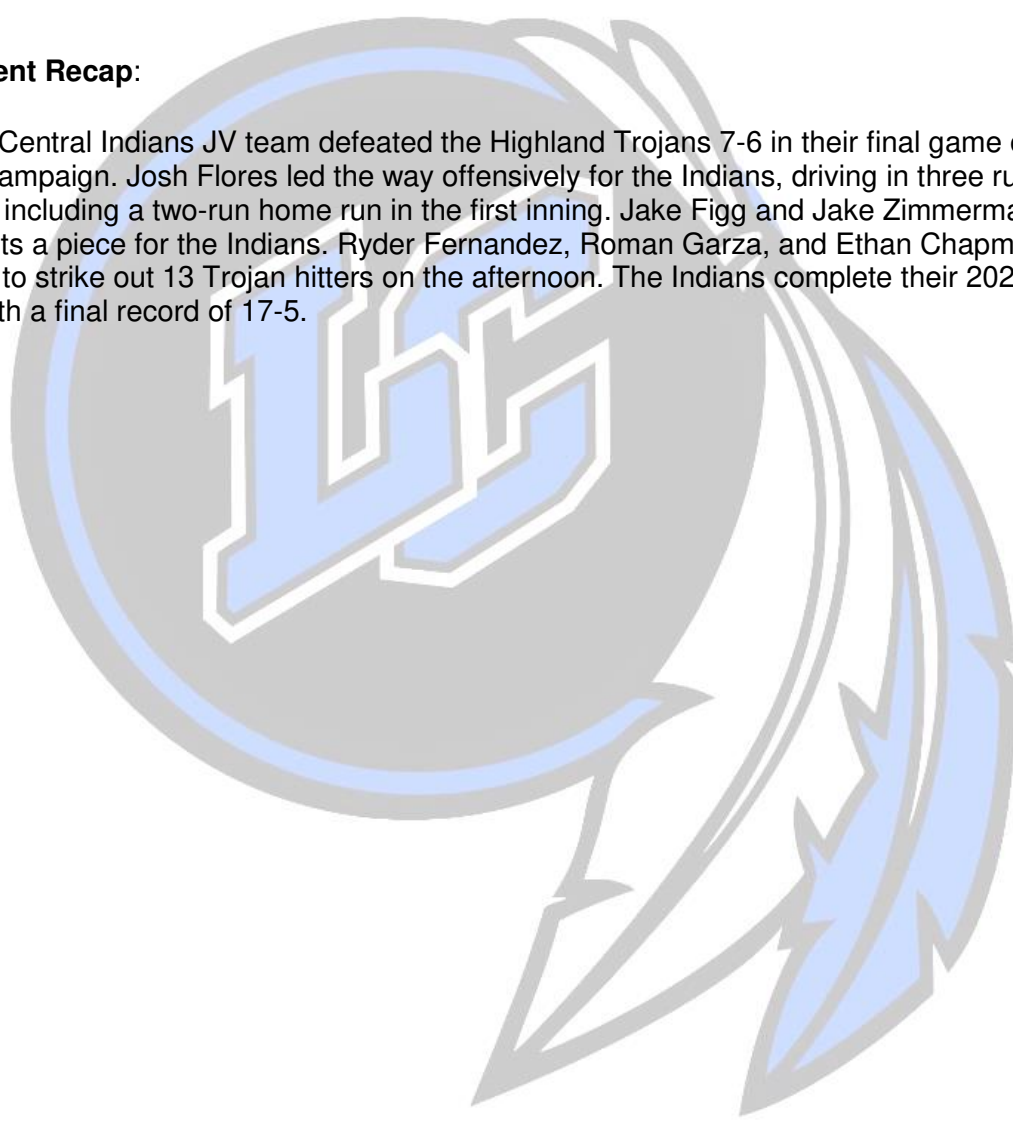 ent Recap:
Central Indians JV team defeated the Highland Trojans 7-6 in their final game
ampaign. Josh Flores led the way offensively for the Indians, driving in three ru
including a two-run home run in the first inning. Jake Figg and Jake Zimmerma
ts a piece for the Indians. Ryder Fernandez, Roman Garza, and Ethan Chapm
to strike out 13 Trojan hitters on the afternoon. The Indians complete their 202
th a final record of 17-5.
LC